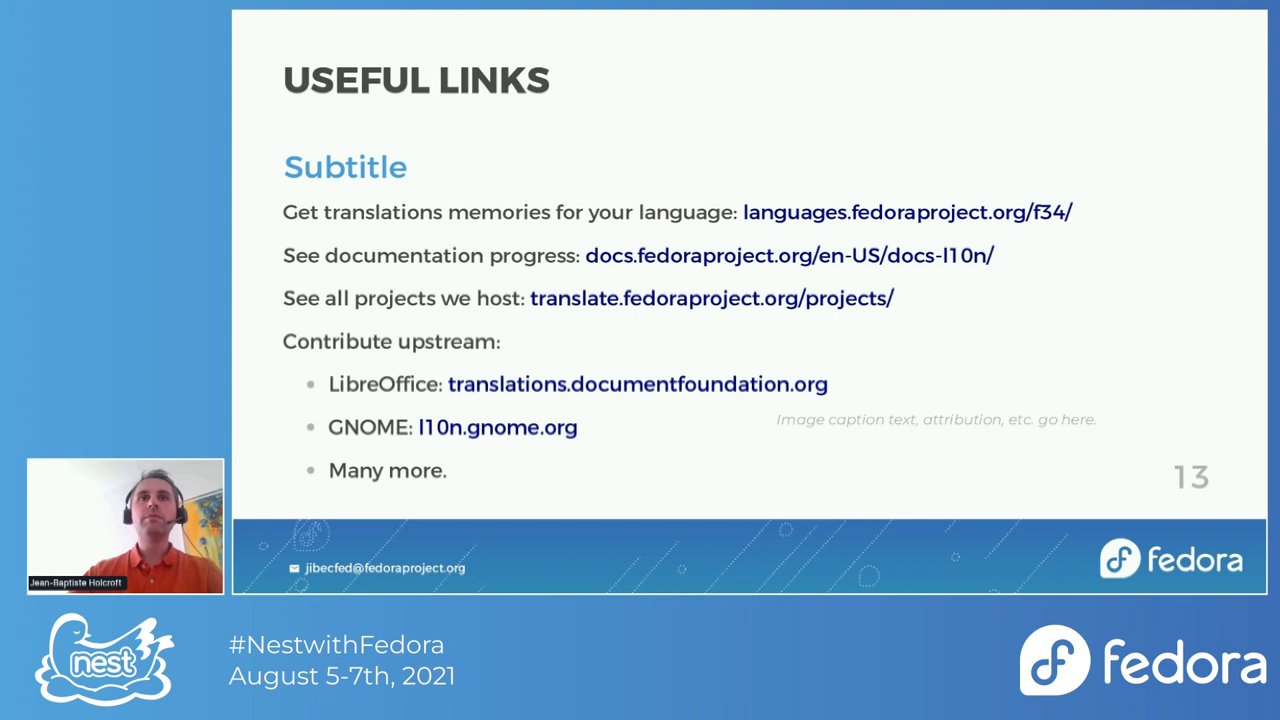 USEFUL LINKS
Subtitle
Get translations memories for your language: languages.fedoraproject.org/f34/
See documentation progress: docs.fedoraproject.org/en-US/docs-l10n/
See all projects we host: translate.fedoraproject.org/projects/
Contribute upstream:
LibreOffice: translations.documentfoundation.org
GNOME: l10n.gnome.org
Many more.
Image caption text, attribution, etc. go here.
13
jibecfed@fedoraproject.org
fedora
Jean-Baptiste Holcroft
nest
#NestwithFedora
August 5-7th, 2021
fedora